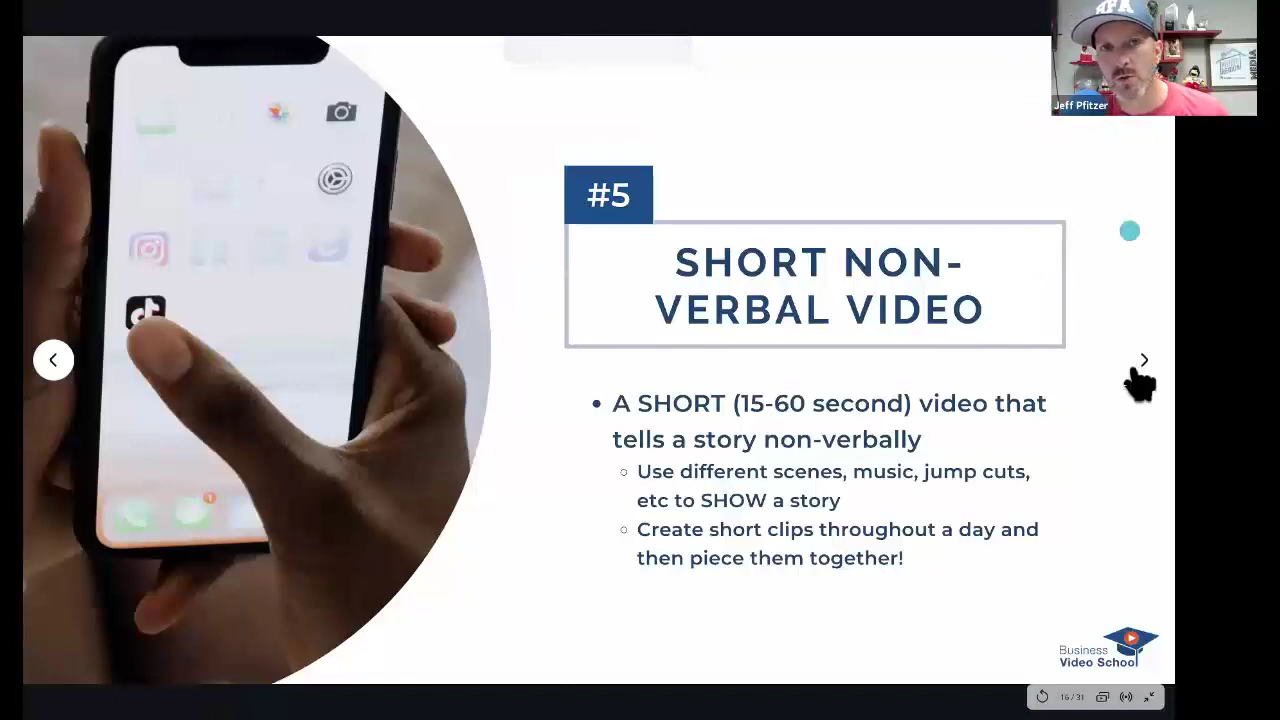 Jeff Pfitzer
#5
SHORT NON-
VERBAL VIDEO
• A SHORT (15-60 second) video that
tells a story non-verbally
○ Use different scenes, music, jump cuts,
etc to SHOW a story
○ Create short clips throughout a day and
then piece them together!
Business
Video School
16 / 31